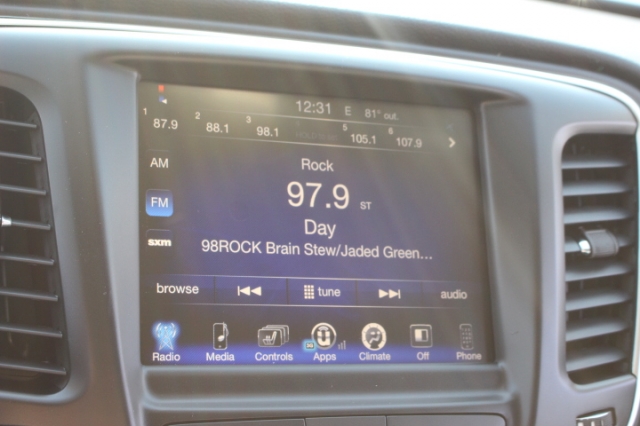 12:31 E 81° out.
1 87.9 2 88.1 3 98.1 5 105.1 6 107.9
AM
Rock
FM
97.9 ST
Day
sxm
98ROCK Brain Stew/Jaded Green...
browse tune audio
Radio Media Controls Apps Climate Off Phone